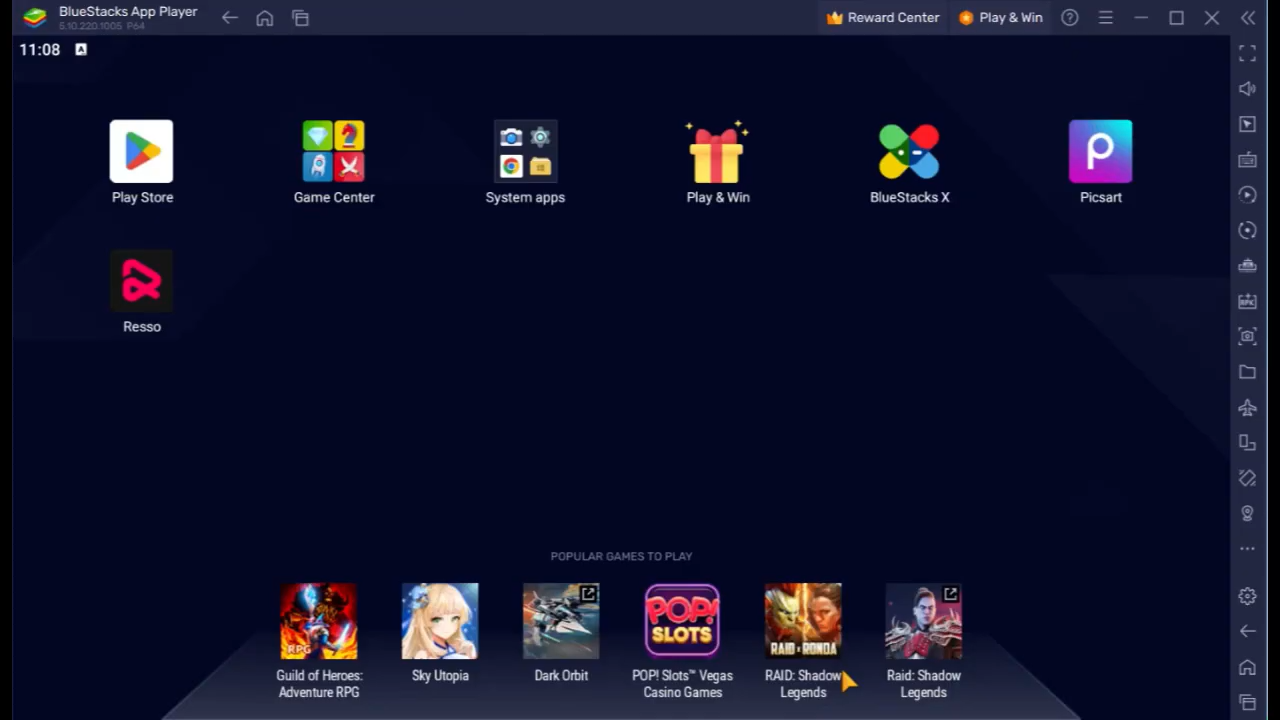 BlueStacks App Player
5.10.220.1005 P64
Reward Center
Play & Win
11:08
A
Play Store
Game Center
System apps
Play & Win
BlueStacks X
Picsart
Resso
POPULAR GAMES TO PLAY
RPG
POP!
SLOTS
RAID RONDA
Guild of Heroes:
Adventure RPG
Sky Utopia
Dark Orbit
POP! Slots™ Vegas
Casino Games
RAID: Shadow
Legends
Raid: Shadow
Legends